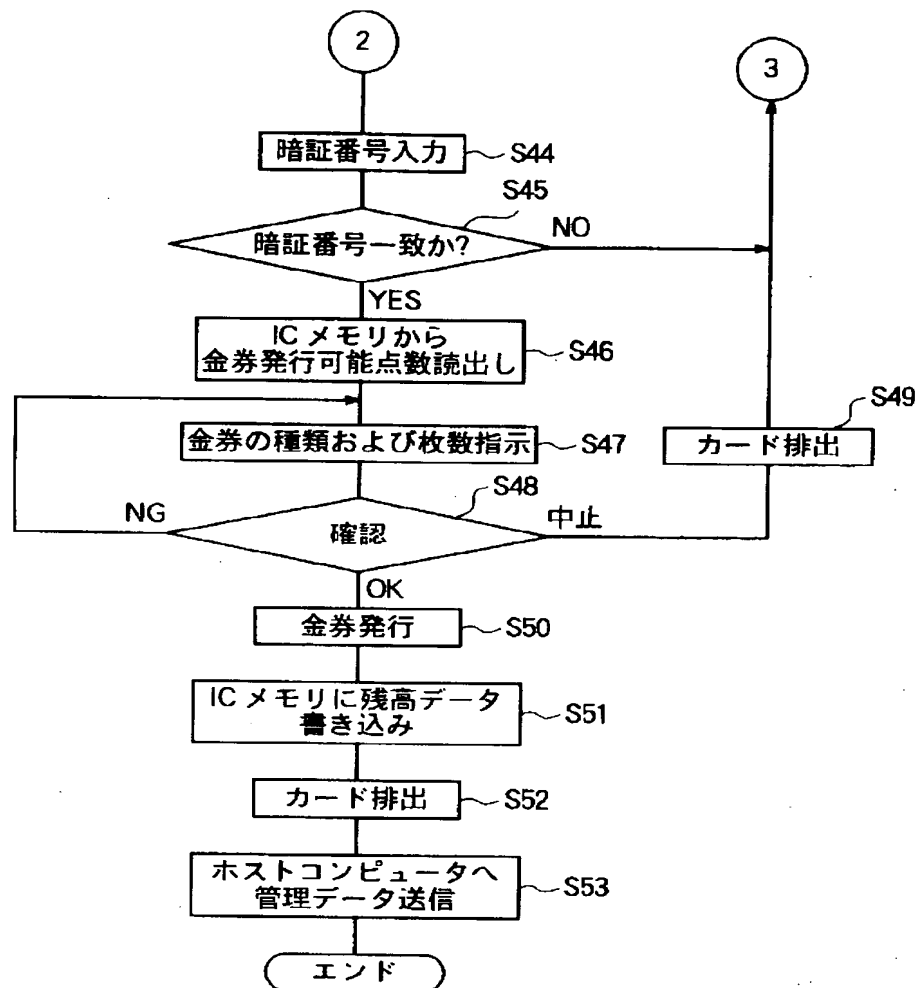 2
3
暗証番号入力
S44
S45
暗証番号一致か?
NO
YES
ICメモリから
金券発行可能点数読出し
S46
S49
金券の種類および枚数指示
S47
カード排出
S48
NG
確認
中止
OK
金券発行
S50
ICメモリに残高データ
書き込み
S51
カード排出
S52
ホストコンピュータへ
管理データ送信
S53
エンド